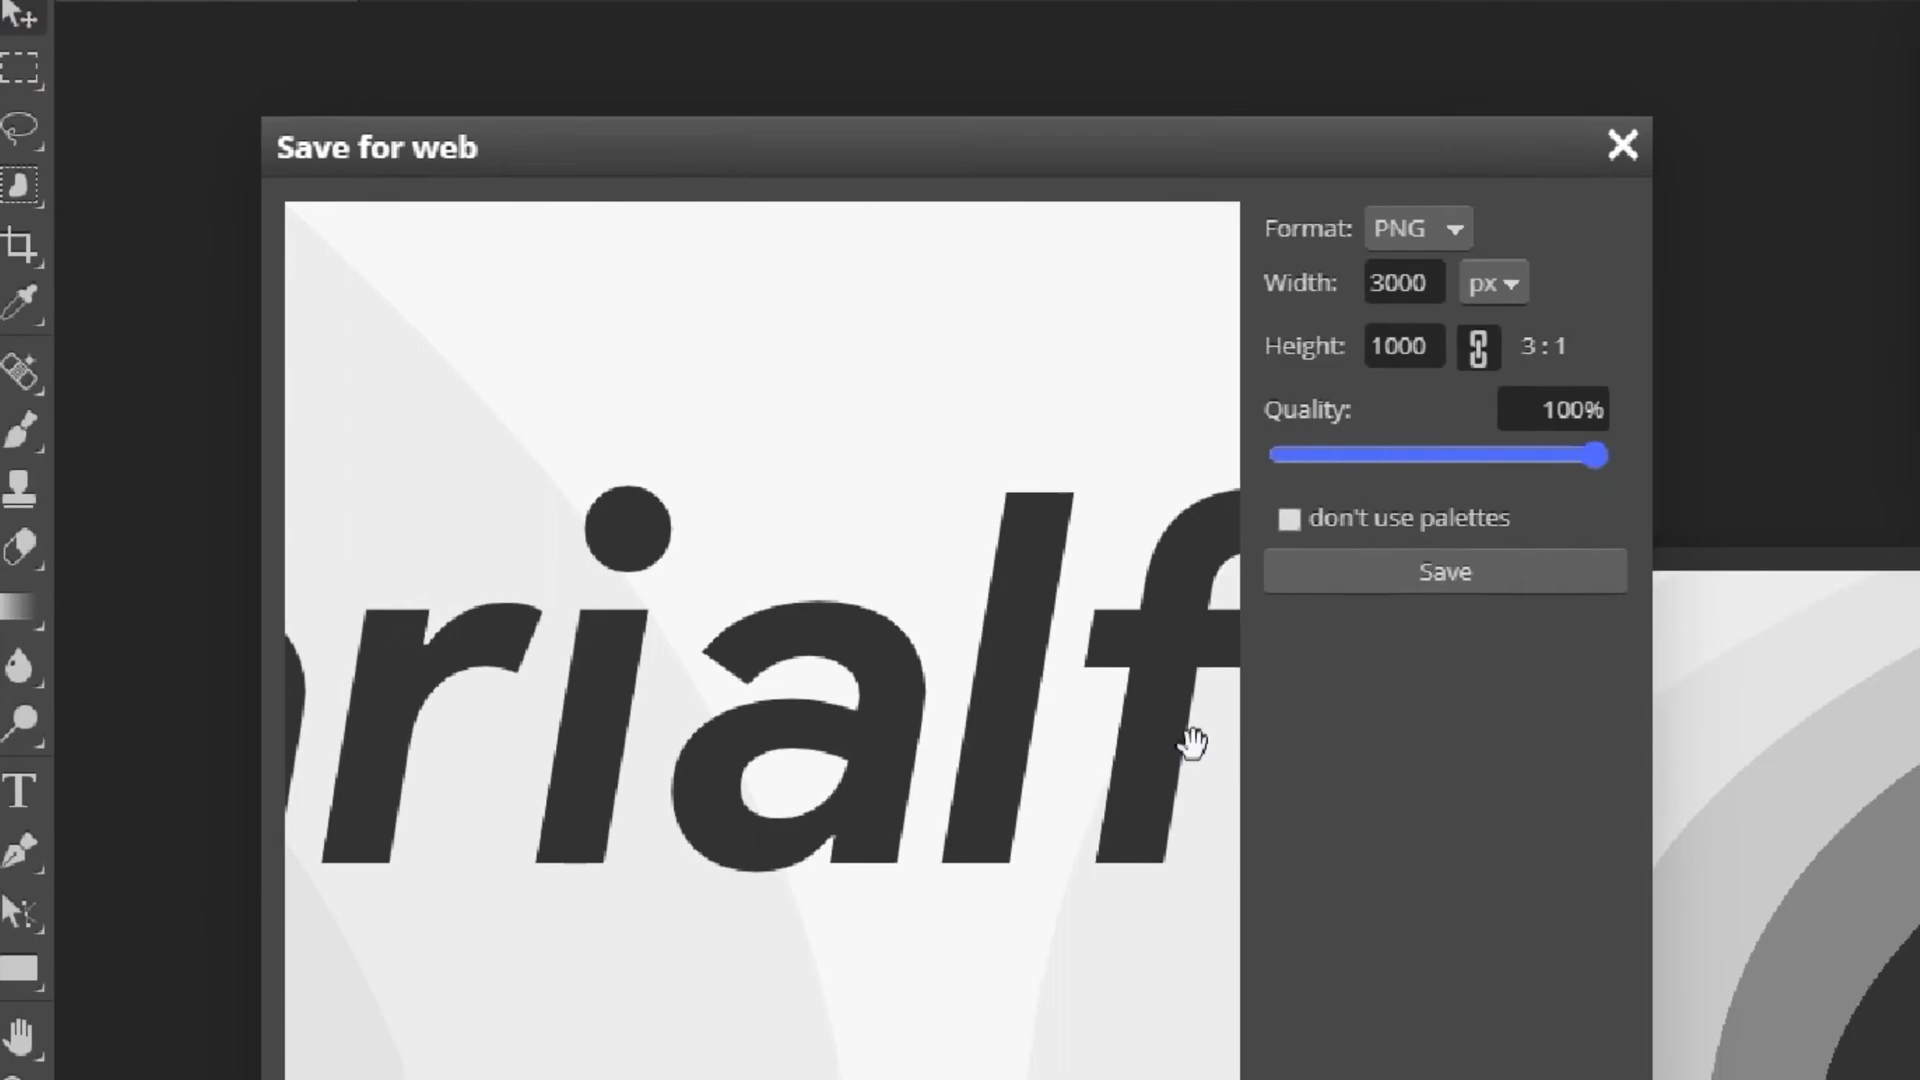 Save for web
Format: PNG
Width: 3000 px
Height: 1000 3 : 1
Quality: 100%
don't use palettes
Save
rialf
T